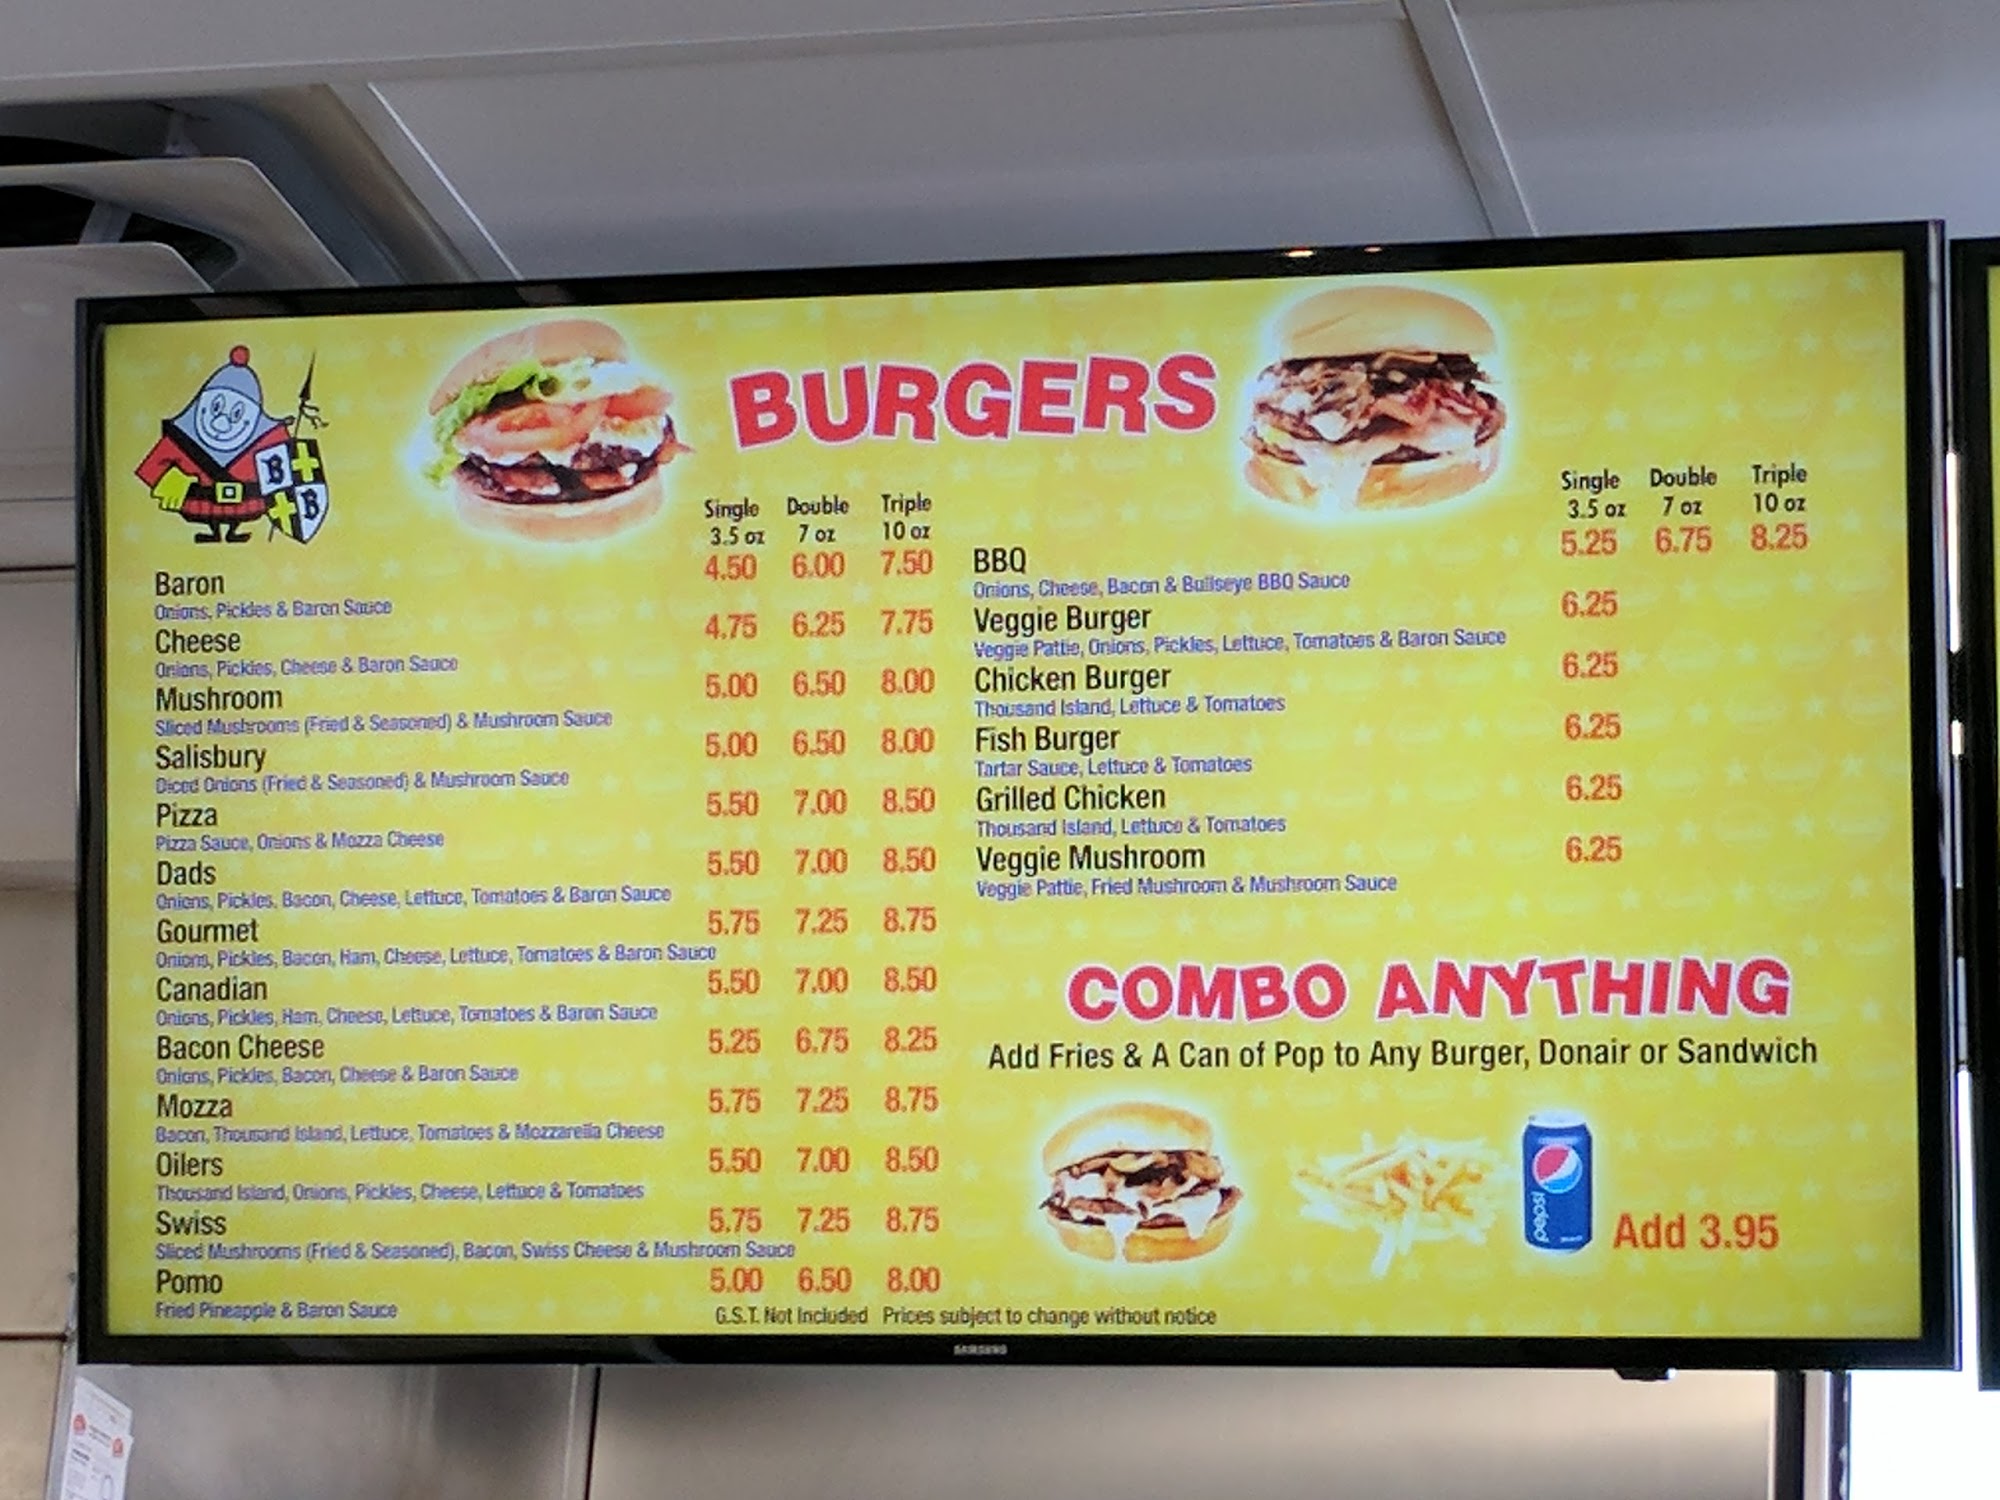 BURGERS
B
B
Single Double Triple
3.5 oz 7 oz 10 oz
Baron 4.50 6.00 7.50
Onions, Pickles & Baron Sauce
Cheese 4.75 6.25 7.75
Onions, Pickles, Cheese & Baron Sauce
Mushroom 5.00 6.50 8.00
Sliced Mushrooms (Fried & Seasoned) & Mushroom Sauce
Salisbury 5.00 6.50 8.00
Diced Onions (Fried & Seasoned) & Mushroom Sauce
Pizza 5.50 7.00 8.50
Pizza Sauce, Onions & Mozza Cheese
Dads 5.50 7.00 8.50
Onions, Pickles, Bacon, Cheese, Lettuce, Tomatoes & Baron Sauce
Gourmet 5.75 7.25 8.75
Onions, Pickles, Bacon, Ham, Cheese, Lettuce, Tomatoes & Baron Sauce
Canadian 5.50 7.00 8.50
Onions, Pickles, Ham, Cheese, Lettuce, Tomatoes & Baron Sauce
Bacon Cheese 5.25 6.75 8.25
Onions, Pickles, Bacon, Cheese & Baron Sauce
Mozza 5.75 7.25 8.75
Bacon, Thousand Island, Lettuce, Tomatoes & Mozzarella Cheese
Oilers 5.50 7.00 8.50
Thousand Island, Onions, Pickles, Cheese, Lettuce & Tomatoes
Swiss 5.75 7.25 8.75
Sliced Mushrooms (Fried & Seasoned), Bacon, Swiss Cheese & Mushroom Sauce
Pomo 5.00 6.50 8.00
Fried Pineapple & Baron Sauce
Single Double Triple
3.5 oz 7 oz 10 oz
BBQ 5.25 6.75 8.25
Onions, Cheese, Bacon & Bullseye BBQ Sauce
Veggie Burger 6.25
Veggie Pattie, Onions, Pickles, Lettuce, Tomatoes & Baron Sauce
Chicken Burger 6.25
Thousand Island, Lettuce & Tomatoes
Fish Burger 6.25
Tartar Sauce, Lettuce & Tomatoes
Grilled Chicken 6.25
Thousand Island, Lettuce & Tomatoes
Veggie Mushroom 6.25
Veggie Pattie, Fried Mushroom & Mushroom Sauce
COMBO ANYTHING
Add Fries & A Can of Pop to Any Burger, Donair or Sandwich
pepsi
Add 3.95
G.S.T. Not Included Prices subject to change without notice
SAMSUNG